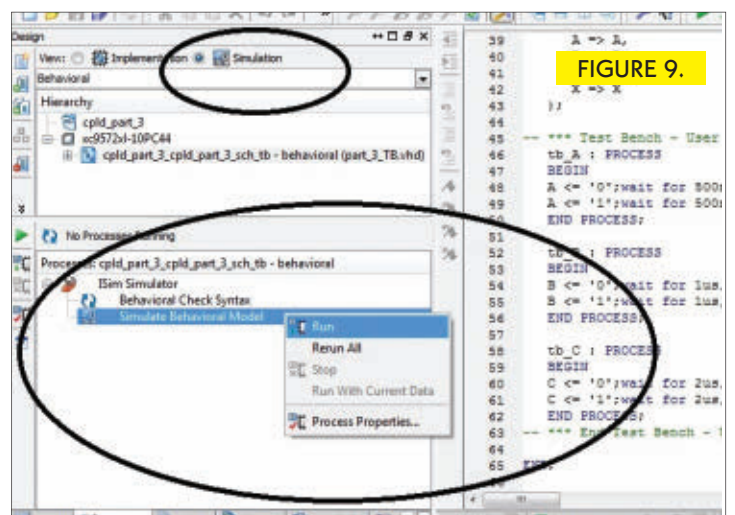 Design
View:
Implementation
Simulation
Behavioral
Hierarchy
cpld_part_3
xc9572xl-10PC44
cpld_part_3_cpld_part_3_sch_tb - behavioral (part_3_TB.vhd)
No Processes Running
Processes: cpld_part_3_cpld_part_3_sch_tb - behavioral
ISim Simulator
Behavioral Check Syntax
Simulate Behavioral Model
Run
Rerun All
Stop
Run With Current Data
Process Properties...
FIGURE 9.
39 A => A,
40
41
42 X => X
43 );
44
45 -- *** Test Bench - User
46 tb_A : PROCESS
47 BEGIN
48 A <= '0';wait for 500
49 A <= '1';wait for 500
50 END PROCESS;
51
52 tb_B : PROCESS
53 BEGIN
54 B <= '0';wait for 1us,
55 B <= '1';wait for 1us,
56 END PROCESS;
57
58 tb_C : PROCESS
59 BEGIN
60 C <= '0';wait for 2us,
61 C <= '1';wait for 2us,
62 END PROCESS;
63 -- *** End Test Bench -
64
65 END;